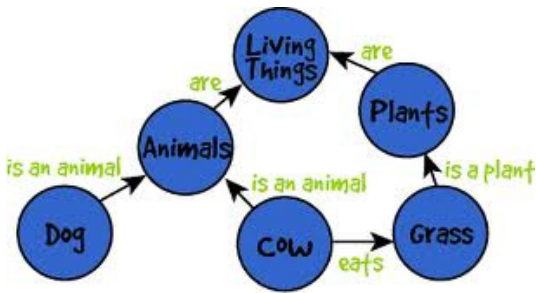 Living
Things
are
are
Plants
Animals
is an animal
is an animal
is a plant
Dog
Cow
eats
Grass